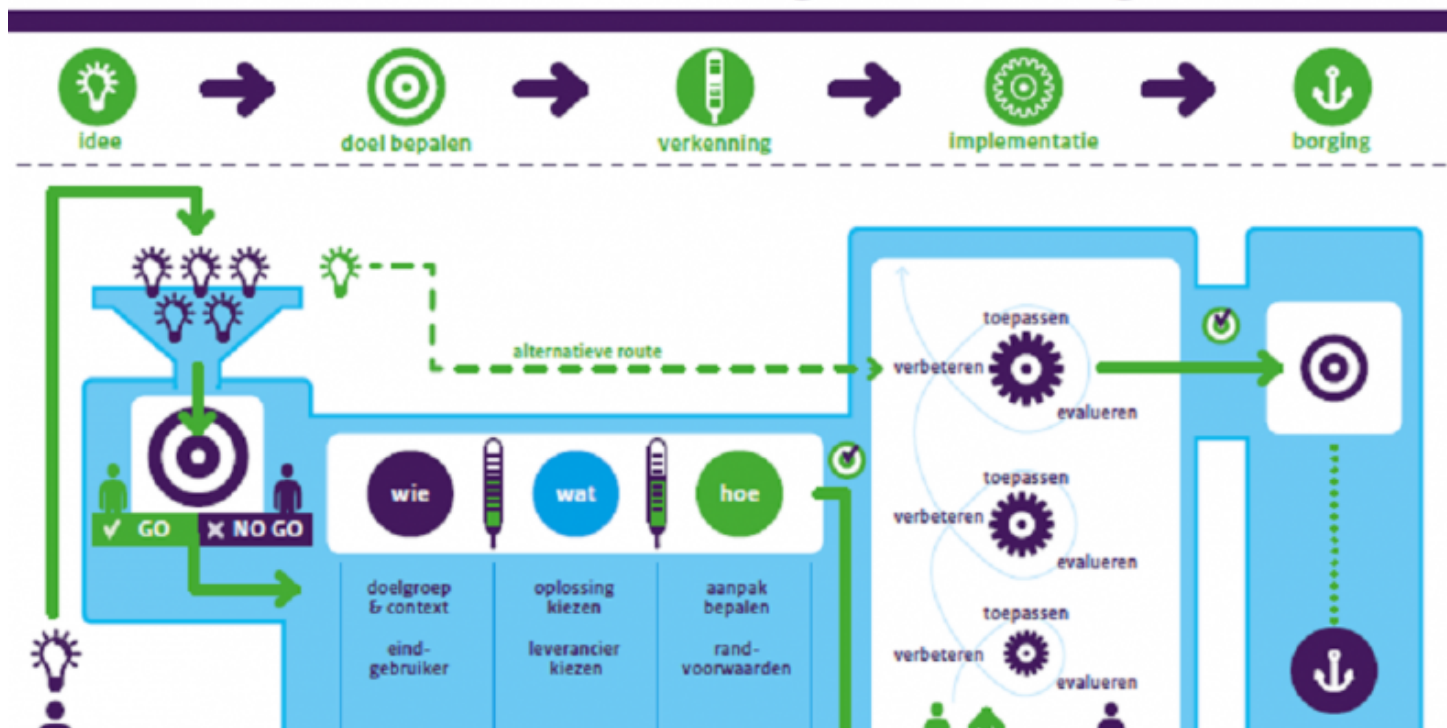 idee
doel bepalen
verkenning
implementatie
borging
alternatieve route
toepassen
verbeteren
evalueren
GO
NO GO
wie
wat
hoe
toepassen
verbeteren
evalueren
doelgroep
& context
oplossing
kiezen
aanpak
bepalen
eind-
gebruiker
leverancier
kiezen
rand-
voorwaarden
toepassen
verbeteren
evalueren